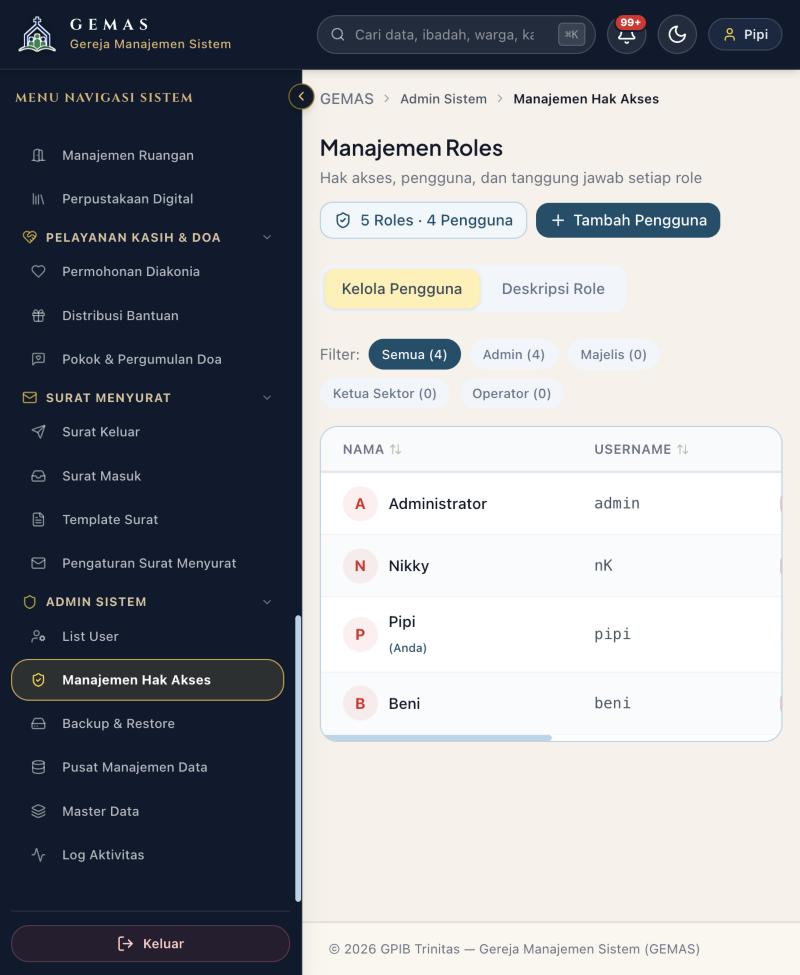 GEMAS
Gereja Manajemen Sistem
Cari data, ibadah, warga, ka
⌘K
99+
Pipi
MENU NAVIGASI SISTEM
Manajemen Ruangan
Perpustakaan Digital
PELAYANAN KASIH & DOA
Permohonan Diakonia
Distribusi Bantuan
Pokok & Pergumulan Doa
SURAT MENYURAT
Surat Keluar
Surat Masuk
Template Surat
Pengaturan Surat Menyurat
ADMIN SISTEM
List User
Manajemen Hak Akses
Backup & Restore
Pusat Manajemen Data
Master Data
Log Aktivitas
Keluar
GEMAS > Admin Sistem > Manajemen Hak Akses
Manajemen Roles
Hak akses, pengguna, dan tanggung jawab setiap role
5 Roles · 4 Pengguna
+ Tambah Pengguna
Kelola Pengguna
Deskripsi Role
Filter: Semua (4) Admin (4) Majelis (0)
Ketua Sektor (0) Operator (0)
NAMA USERNAME
A Administrator admin
N Nikky nK
P Pipi (Anda) pipi
B Beni beni
© 2026 GPIB Trinitas — Gereja Manajemen Sistem (GEMAS)